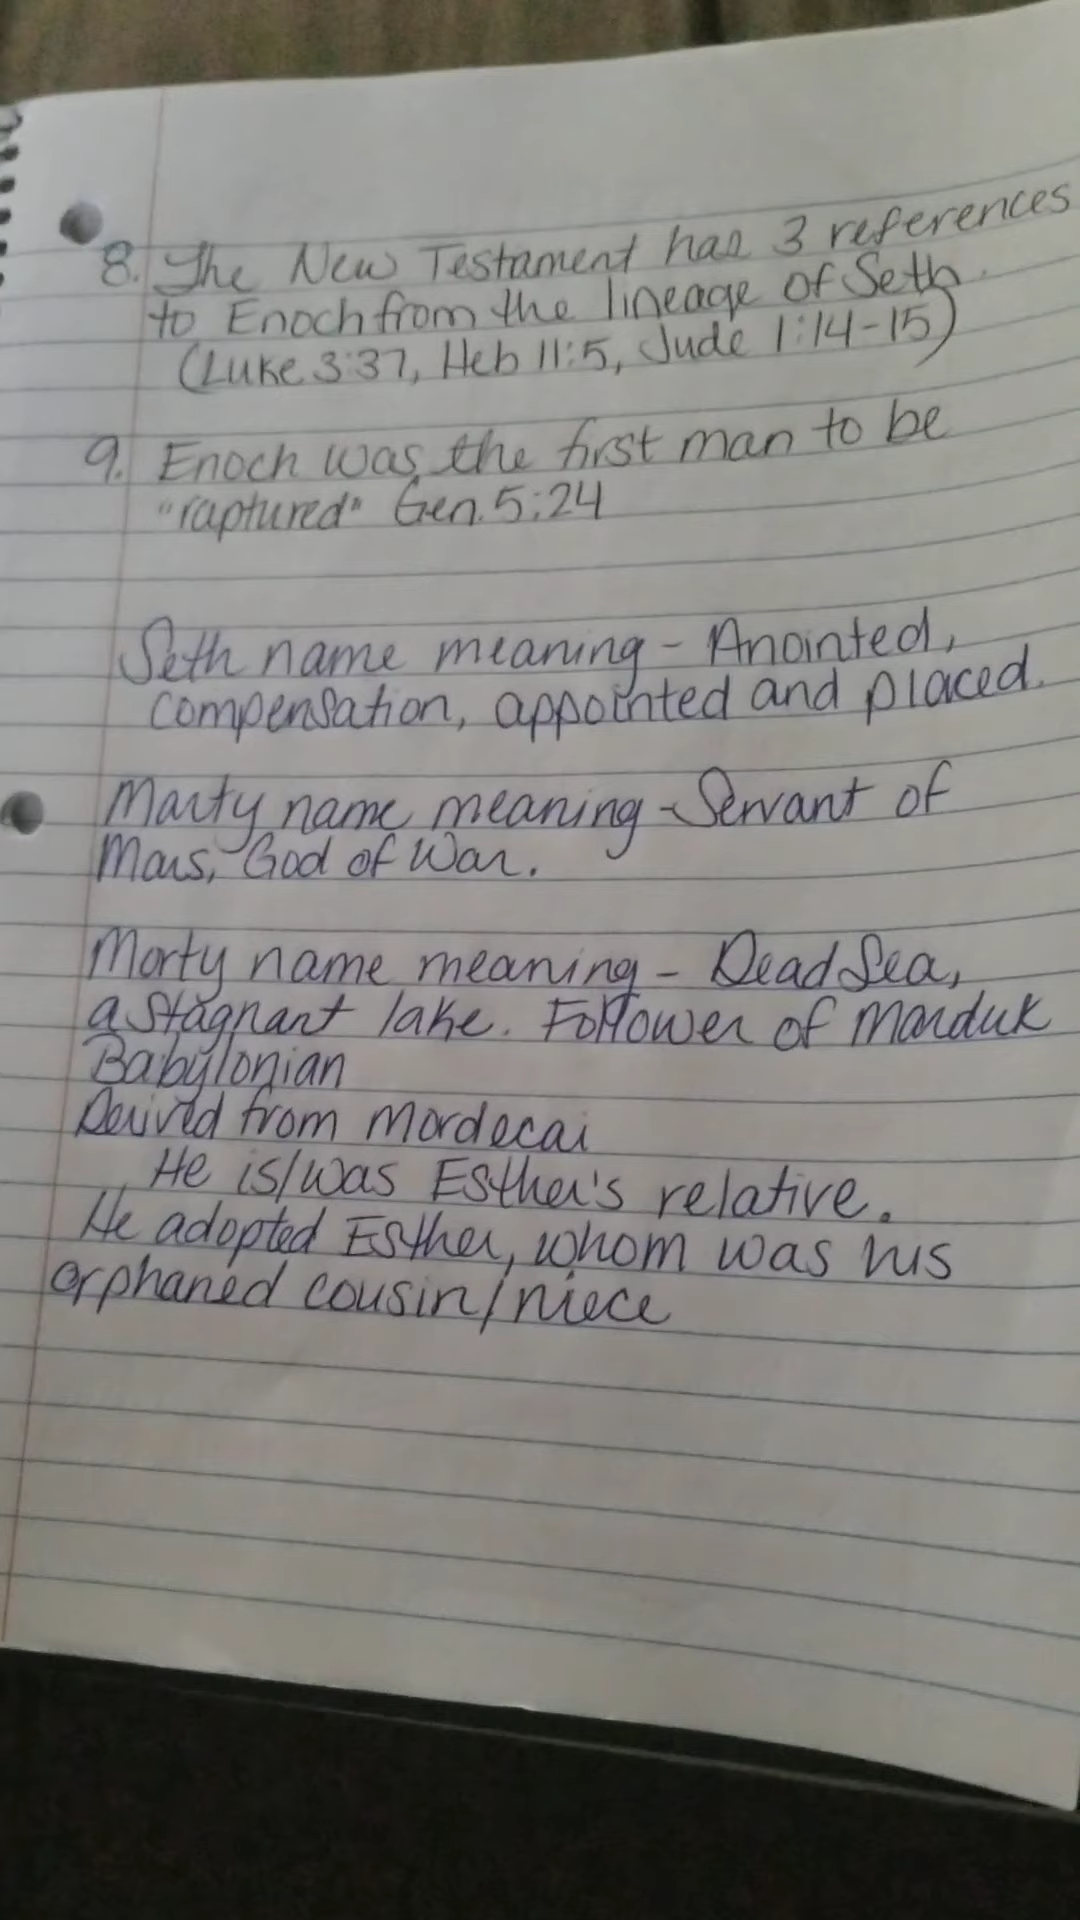 8. The New Testament has 3 references
to Enoch from the lineage of Seth.
(Luke 3:37, Heb 11:5, Jude 1:14-15)
9. Enoch was the first man to be
"raptured" Gen. 5:24
Seth name meaning - Anointed,
compensation, appointed and placed.
Marty name meaning - Servant of
Mars, God of War.
Morty name meaning - Dead Sea,
a stagnant lake. Follower of Marduk
Babylonian
Derived from Mordecai
He is/was Esther's relative.
He adopted Esther, whom was his
orphaned cousin/niece